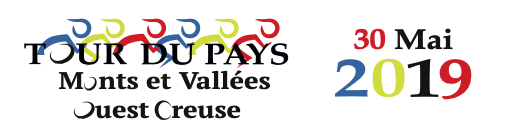 TOUR DU PAYS
Monts et Vallées
Ouest Creuse
30 Mai
2019